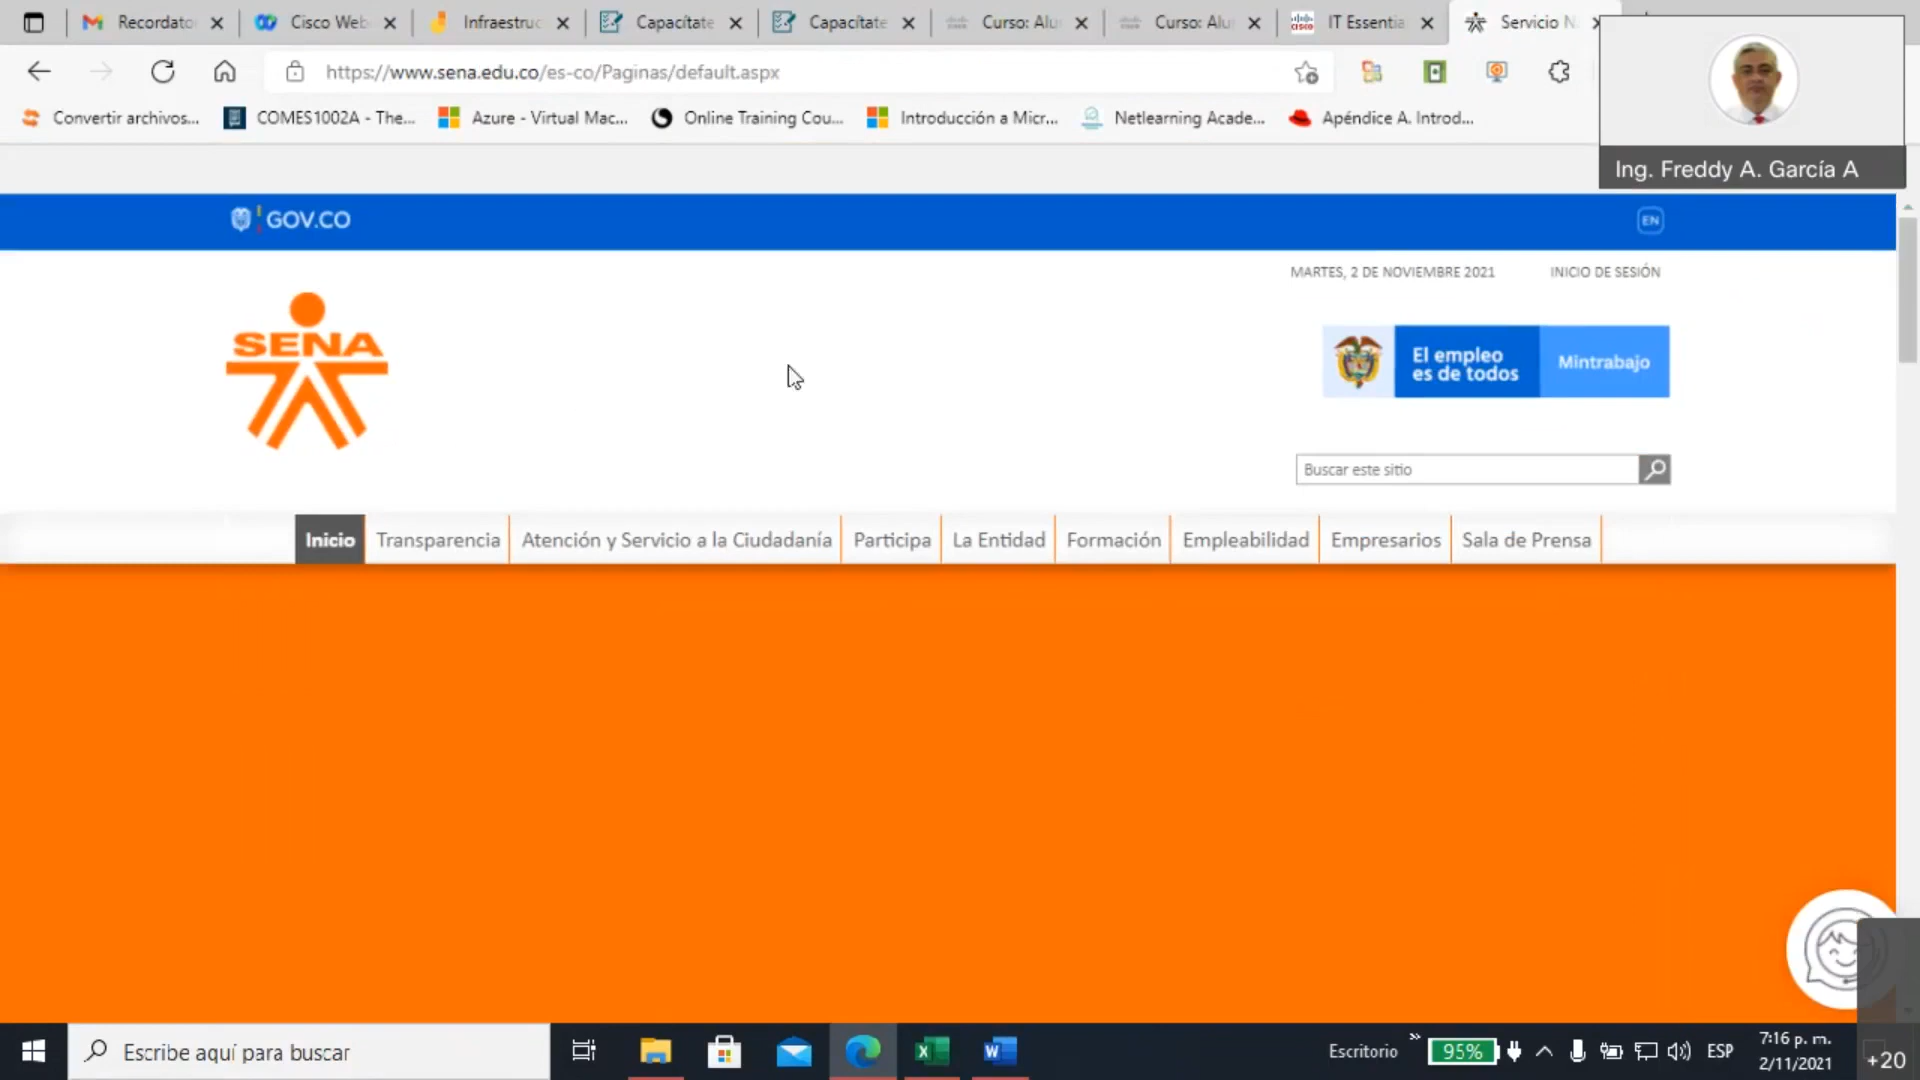 Recordato
Cisco Web
Infraestruc
Capacítate
Capacítate
Curso: Alu
Curso: Alu
IT Essentia
Servicio N
https://www.sena.edu.co/es-co/Paginas/default.aspx
Convertir archivos...
COMES1002A - The...
Azure - Virtual Mac...
Online Training Cou...
Introducción a Micr...
Netlearning Acade...
Apéndice A. Introd...
Ing. Freddy A. García A
GOV.CO
EN
MARTES, 2 DE NOVIEMBRE 2021
INICIO DE SESIÓN
SENA
El empleo
es de todos
Mintrabajo
Buscar este sitio
Inicio
Transparencia
Atención y Servicio a la Ciudadanía
Participa
La Entidad
Formación
Empleabilidad
Empresarios
Sala de Prensa
Escribe aquí para buscar
Escritorio
95%
ESP
7:16 p. m.
2/11/2021
+20